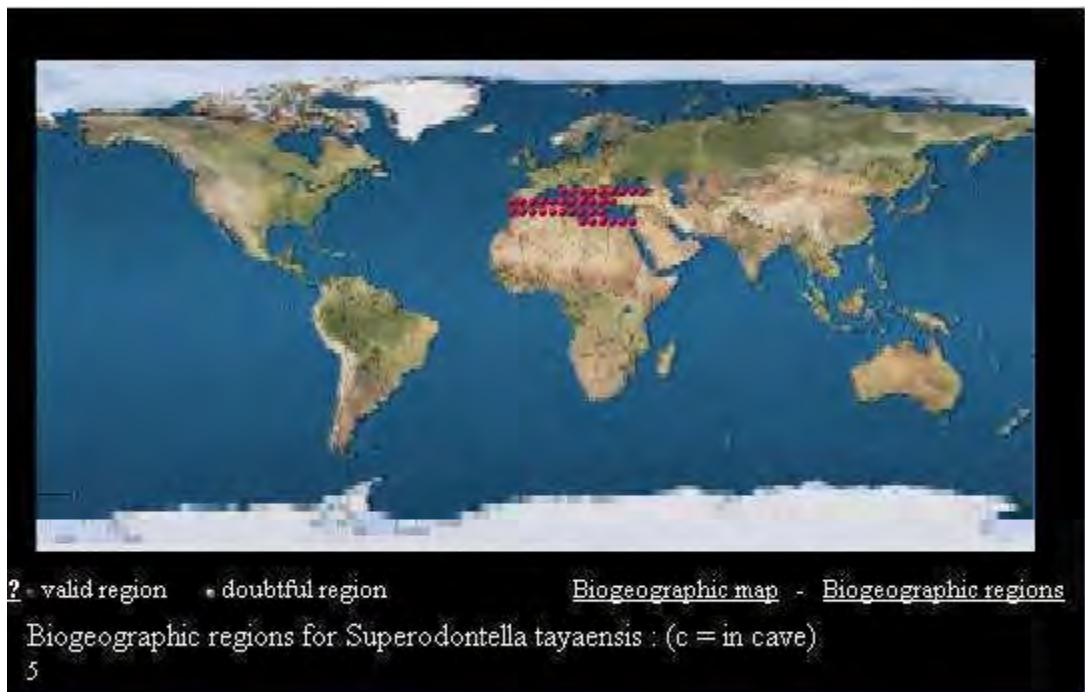 ? valid region doubtful region Biogeographic map - Biogeographic regions
Biogeographic regions for Superodontella tayaensis : (c = in cave)
5